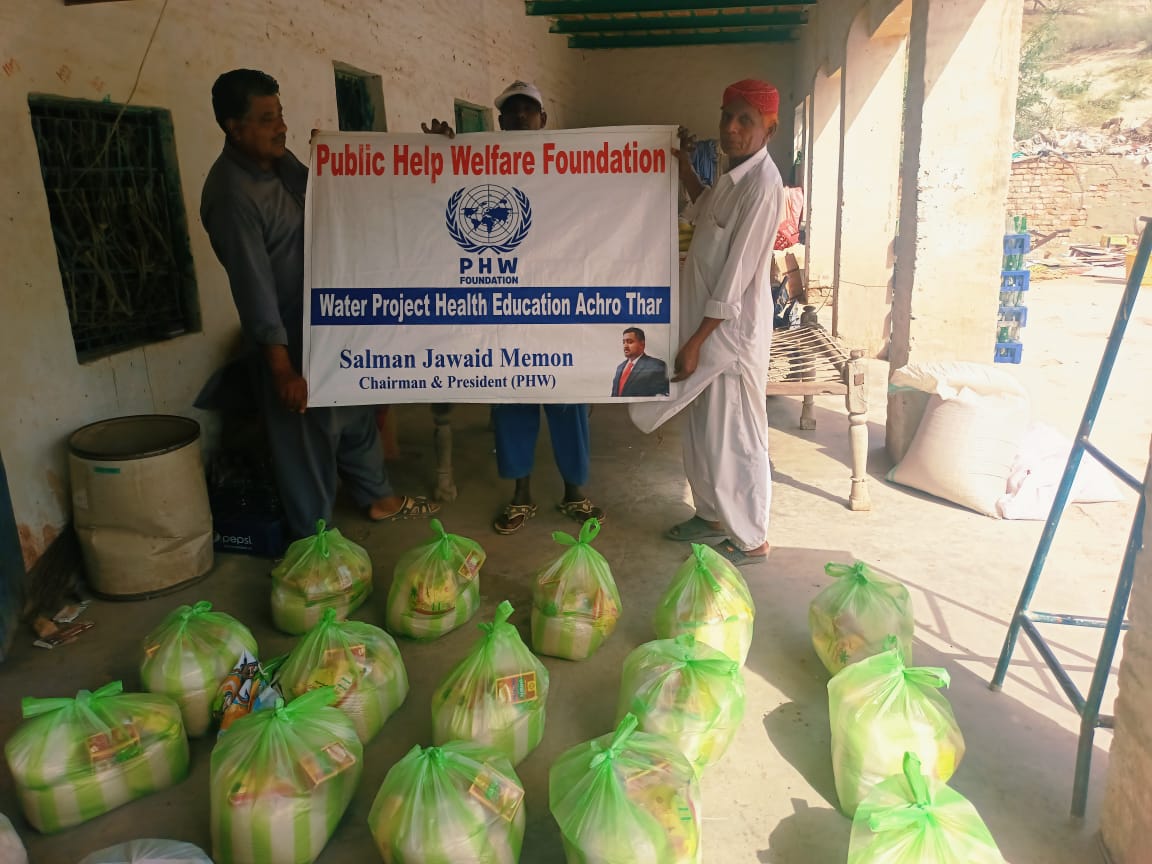 Public Help Welfare Foundation
PHW
FOUNDATION
Water Project Health Education Achro Thar
Salman Jawaid Memon
Chairman & President (PHW)
pepsi